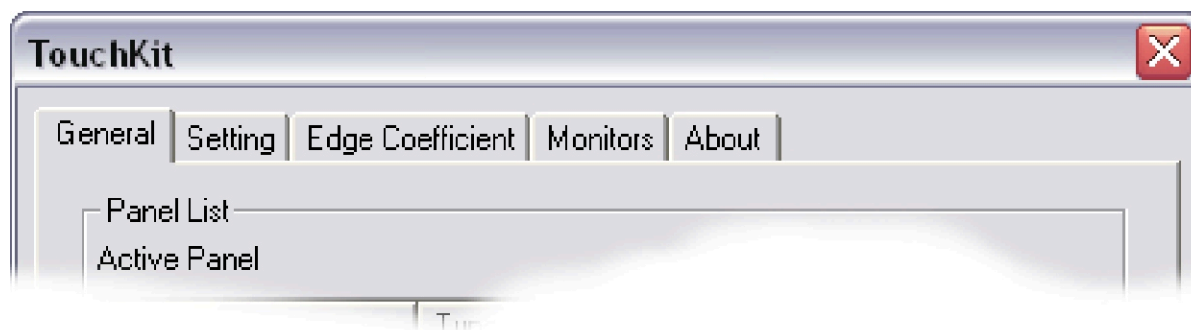 TouchKit
General Setting Edge Coefficient Monitors About
Panel List
Active Panel